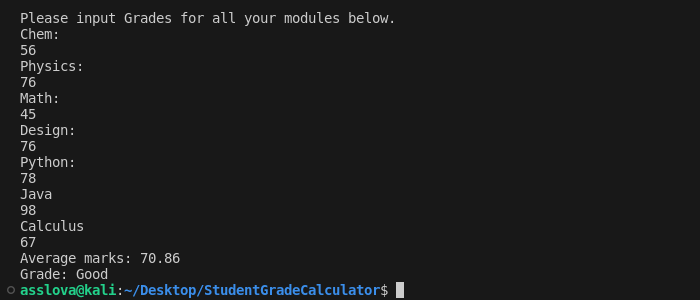 Please input Grades for all your modules below.
Chem:
56
Physics:
76
Math:
45
Design:
76
Python:
78
Java
98
Calculus
67
Average marks: 70.86
Grade: Good
asslova@kali:~/Desktop/StudentGradeCalculator$